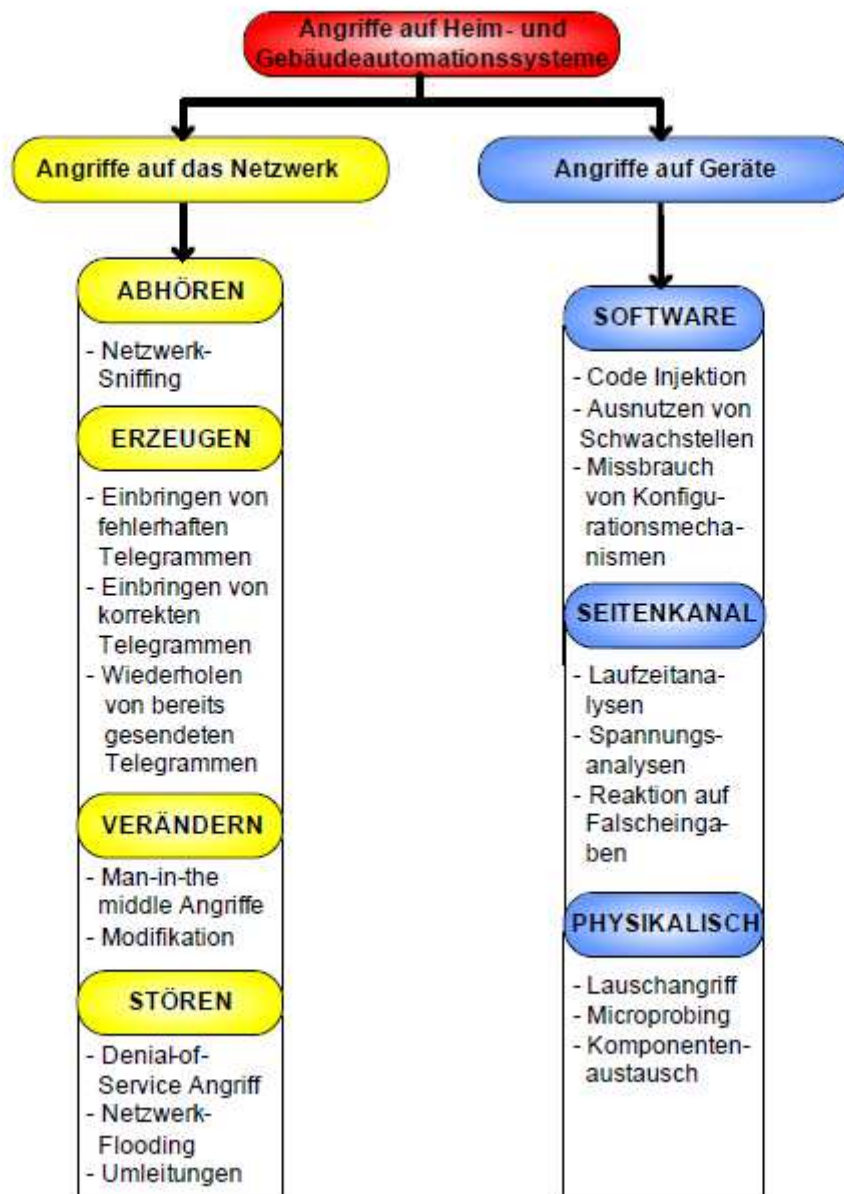 Angriffe auf Heim- und
Gebäudeautomationssysteme
Angriffe auf das Netzwerk
ABHÖREN
- Netzwerk-
Sniffing
ERZEUGEN
- Einbringen von
fehlerhaften
Telegrammen
- Einbringen von
korrekten
Telegrammen
- Wiederholen
von bereits
gesendeten
Telegrammen
VERÄNDERN
- Man-in-the
middle Angriffe
- Modifikation
STÖREN
- Denial-of-
Service Angriff
- Netzwerk-
Flooding
- Umleitungen
Angriffe auf Geräte
SOFTWARE
- Code Injektion
- Ausnutzen von
Schwachstellen
- Missbrauch
von Konfigu-
rationsmecha-
nismen
SEITENKANAL
- Laufzeitana-
lysen
- Spannungs-
analysen
- Reaktion auf
Falscheinga-
ben
PHYSIKALISCH
- Lauschangriff
- Microprobing
- Komponenten-
austausch